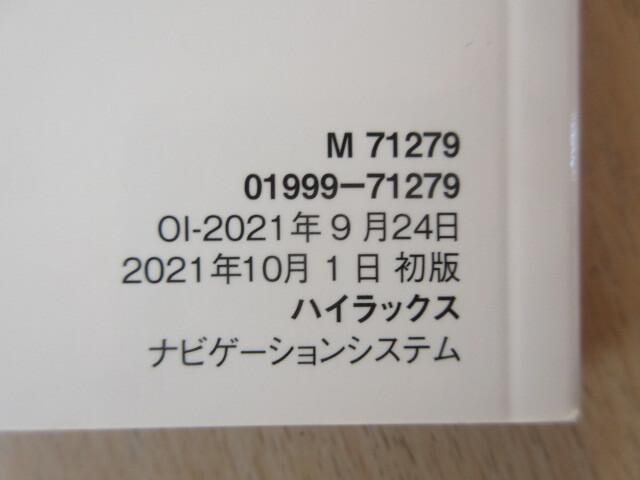 M 71279
01999-71279
OI-2021年9月24日
2021年10月1日 初版
ハイラックス
ナビゲーションシステム